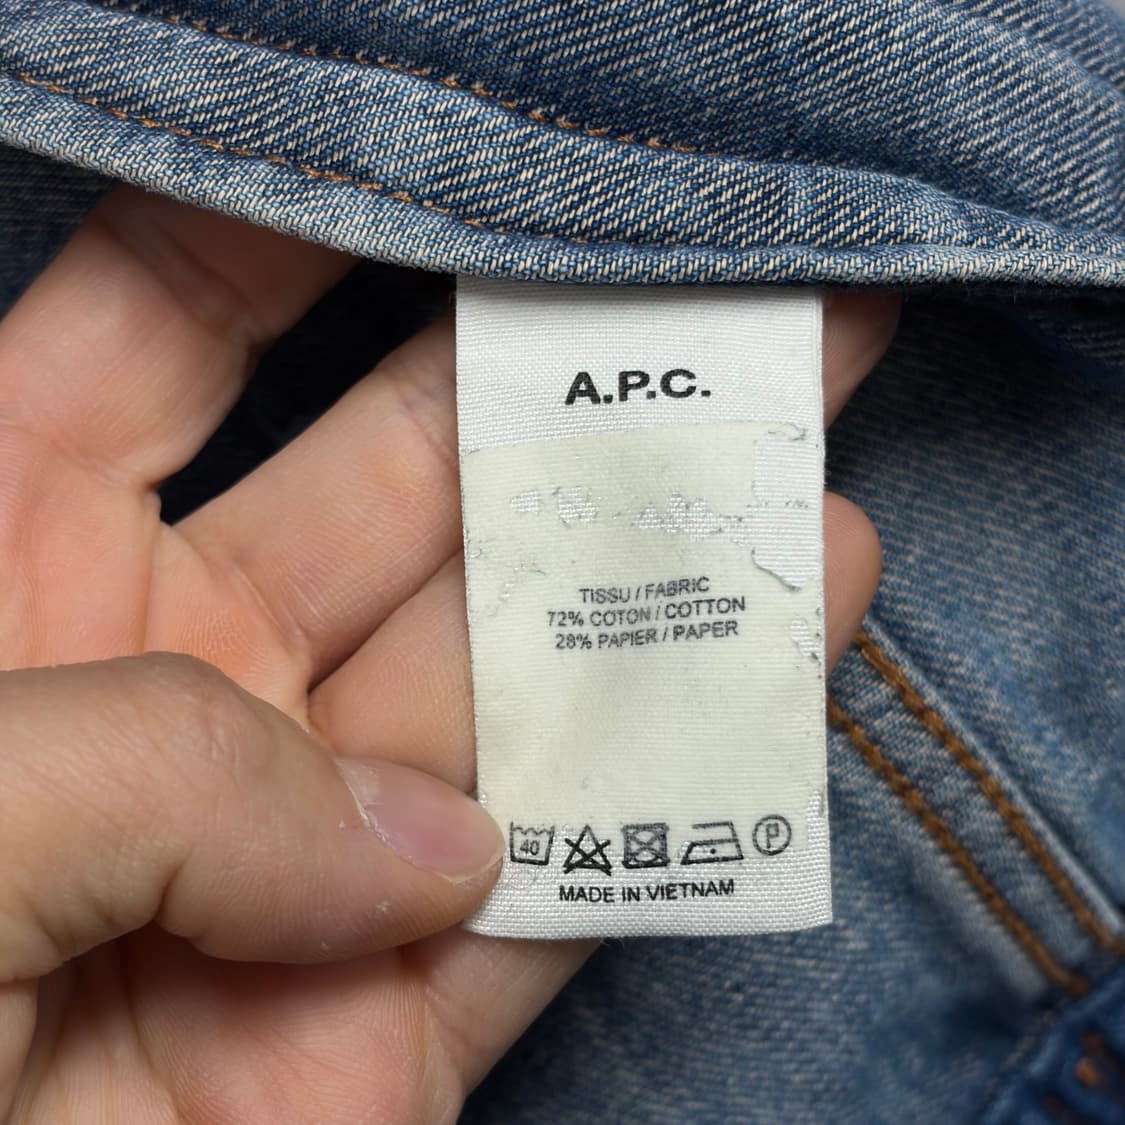 A.P.C.
TISSU / FABRIC
72% COTON / COTTON
28% PAPIER / PAPER
40
P
MADE IN VIETNAM